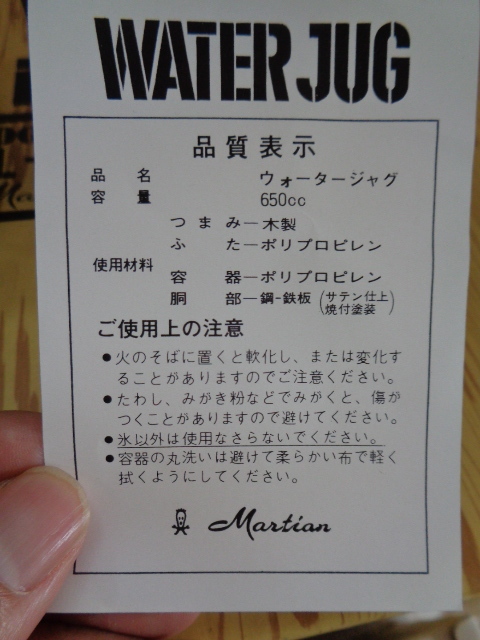 WATER JUG
品質表示
品名 ウォータージャグ
容量 650cc
つまみ―木製
ふた―ポリプロピレン
使用材料
容器―ポリプロピレン
胴部―鋼-鉄板(サテン仕上 焼付塗装)
ご使用上の注意
●火のそばに置くと軟化し、または変化す
ることがありますのでご注意ください。
●たわし、みがき粉などでみがくと、傷が
つくことがありますので避けてください。
●氷以外は使用なさらないでください。
●容器の丸洗いは避けて柔らかい布で軽く
拭くようにしてください。
Martian